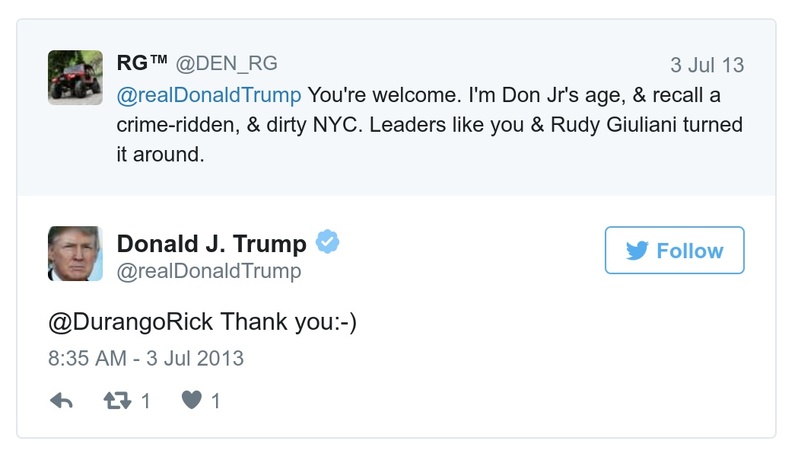 RG™ @DEN_RG
3 Jul 13
@realDonaldTrump You're welcome. I'm Don Jr's age, & recall a
crime-ridden, & dirty NYC. Leaders like you & Rudy Giuliani turned
it around.
Donald J. Trump
@realDonaldTrump
Follow
@DurangoRick Thank you:-)
8:35 AM - 3 Jul 2013
1
1